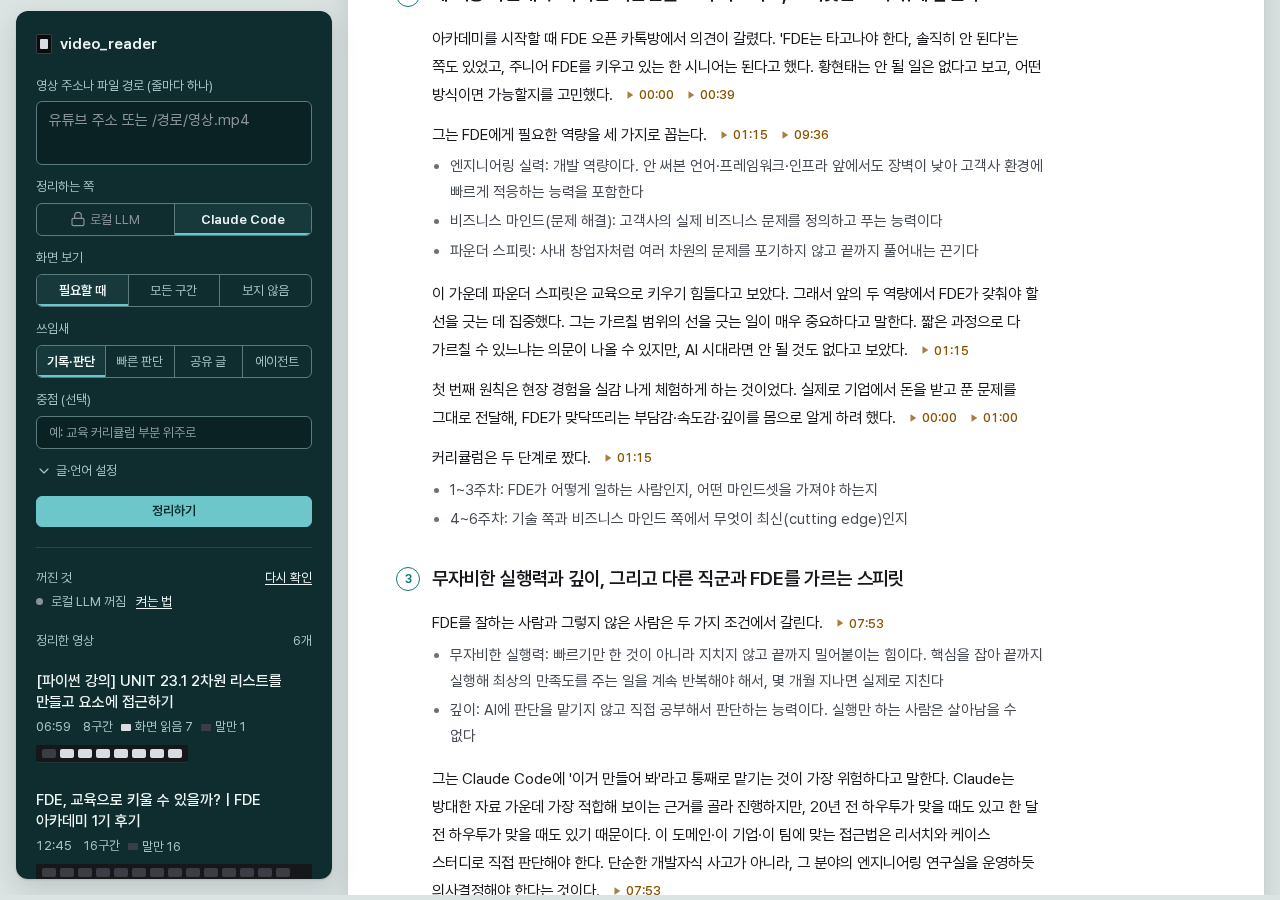 video_reader
영상 주소나 파일 경로 (줄마다 하나)
유튜브 주소 또는 /경로/영상.mp4
정리하는 쪽
로컬 LLM
Claude Code
화면 보기
필요할 때
모든 구간
보지 않음
쓰임새
기록·판단
빠른 판단
공유 글
에이전트
중점 (선택)
예: 교육 커리큘럼 부분 위주로
글·언어 설정
정리하기
꺼진 것
다시 확인
로컬 LLM 꺼짐 켜는 법
정리한 영상
6개
[파이썬 강의] UNIT 23.1 2차원 리스트를
만들고 요소에 접근하기
06:59 8구간 화면 읽음 7 말만 1
FDE, 교육으로 키울 수 있을까? | FDE
아카데미 1기 후기
12:45 16구간 말만 16
아카데미를 시작할 때 FDE 오픈 카톡방에서 의견이 갈렸다. 'FDE는 타고나야 한다, 솔직히 안 된다'는
쪽도 있었고, 주니어 FDE를 키우고 있는 한 시니어는 된다고 했다. 황현태는 안 될 일은 없다고 보고, 어떤
방식이면 가능할지를 고민했다. 00:00 00:39
그는 FDE에게 필요한 역량을 세 가지로 꼽는다. 01:15 09:36
엔지니어링 실력: 개발 역량이다. 안 써본 언어·프레임워크·인프라 앞에서도 장벽이 낮아 고객사 환경에
빠르게 적응하는 능력을 포함한다
비즈니스 마인드(문제 해결): 고객사의 실제 비즈니스 문제를 정의하고 푸는 능력이다
파운더 스피릿: 사내 창업자처럼 여러 차원의 문제를 포기하지 않고 끝까지 풀어내는 끈기다
이 가운데 파운더 스피릿은 교육으로 키우기 힘들다고 보았다. 그래서 앞의 두 역량에서 FDE가 갖춰야 할
선을 긋는 데 집중했다. 그는 가르칠 범위의 선을 긋는 일이 매우 중요하다고 말한다. 짧은 과정으로 다
가르칠 수 있느냐는 의문이 나올 수 있지만, AI 시대라면 안 될 것도 없다고 보았다. 01:15
첫 번째 원칙은 현장 경험을 실감 나게 체험하게 하는 것이었다. 실제로 기업에서 돈을 받고 푼 문제를
그대로 전달해, FDE가 맞닥뜨리는 부담감·속도감·깊이를 몸으로 알게 하려 했다. 00:00 01:00
커리큘럼은 두 단계로 짰다. 01:15
1~3주차: FDE가 어떻게 일하는 사람인지, 어떤 마인드셋을 가져야 하는지
4~6주차: 기술 쪽과 비즈니스 마인드 쪽에서 무엇이 최신(cutting edge)인지
3 무자비한 실행력과 깊이, 그리고 다른 직군과 FDE를 가르는 스피릿
FDE를 잘하는 사람과 그렇지 않은 사람은 두 가지 조건에서 갈린다. 07:53
무자비한 실행력: 빠르기만 한 것이 아니라 지치지 않고 끝까지 밀어붙이는 힘이다. 핵심을 잡아 끝까지
실행해 최상의 만족도를 주는 일을 계속 반복해야 해서, 몇 개월 지나면 실제로 지친다
깊이: AI에 판단을 맡기지 않고 직접 공부해서 판단하는 능력이다. 실행만 하는 사람은 살아남을 수
없다
그는 Claude Code에 '이거 만들어 봐'라고 통째로 맡기는 것이 가장 위험하다고 말한다. Claude는
방대한 자료 가운데 가장 적합해 보이는 근거를 골라 진행하지만, 20년 전 하우투가 맞을 때도 있고 한 달
전 하우투가 맞을 때도 있기 때문이다. 이 도메인·이 기업·이 팀에 맞는 접근법은 리서치와 케이스
스터디로 직접 판단해야 한다. 단순한 개발자식 사고가 아니라, 그 분야의 엔지니어링 연구실을 운영하듯
의사결정해야 한다는 것이다. 07:53